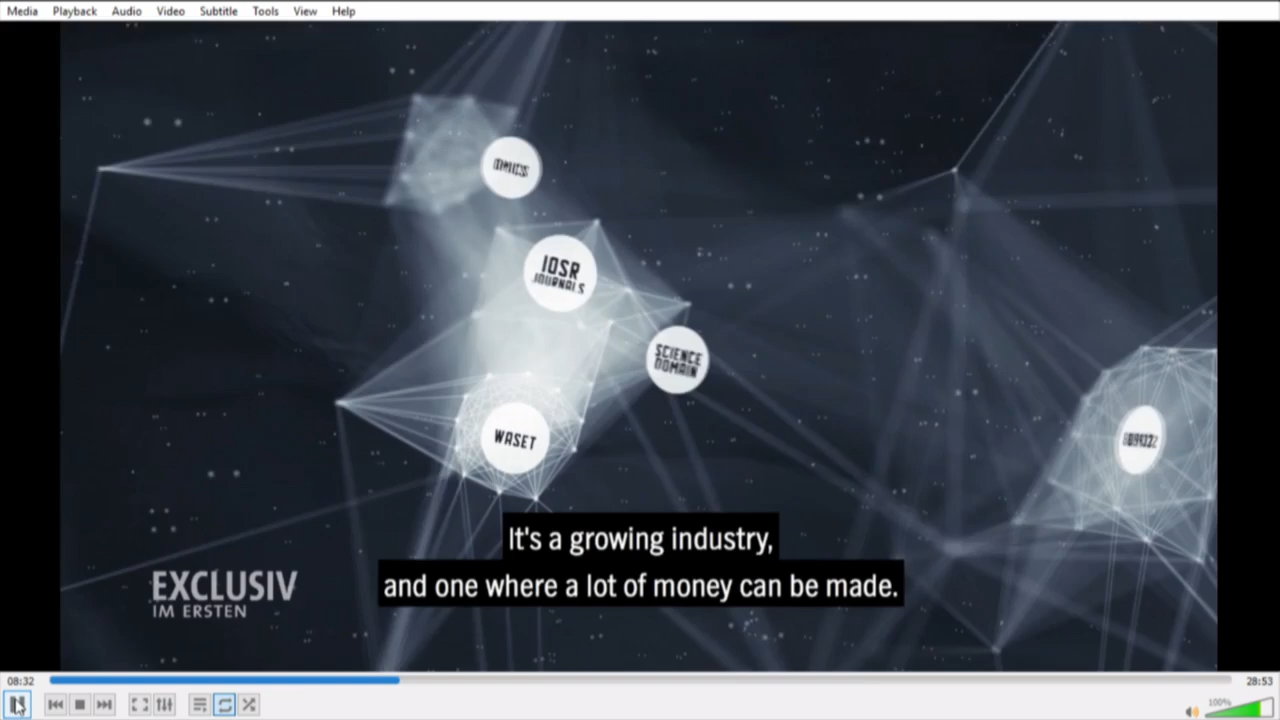 Media Playback Audio Video Subtitle Tools View Help
IOSR
JOURNALS
SCIENCE
DOMAIN
WASET
It's a growing industry,
and one where a lot of money can be made.
EXCLUSIV
IM ERSTEN
08:32
28:53
100%